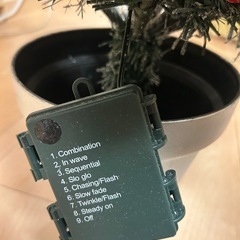 1. Combination
2. In wave
3. Sequential
4. Slo glo
5. Chasing/Flash
6. Slow fade
7. Twinkle/Flash
8. Steady on
9. Off